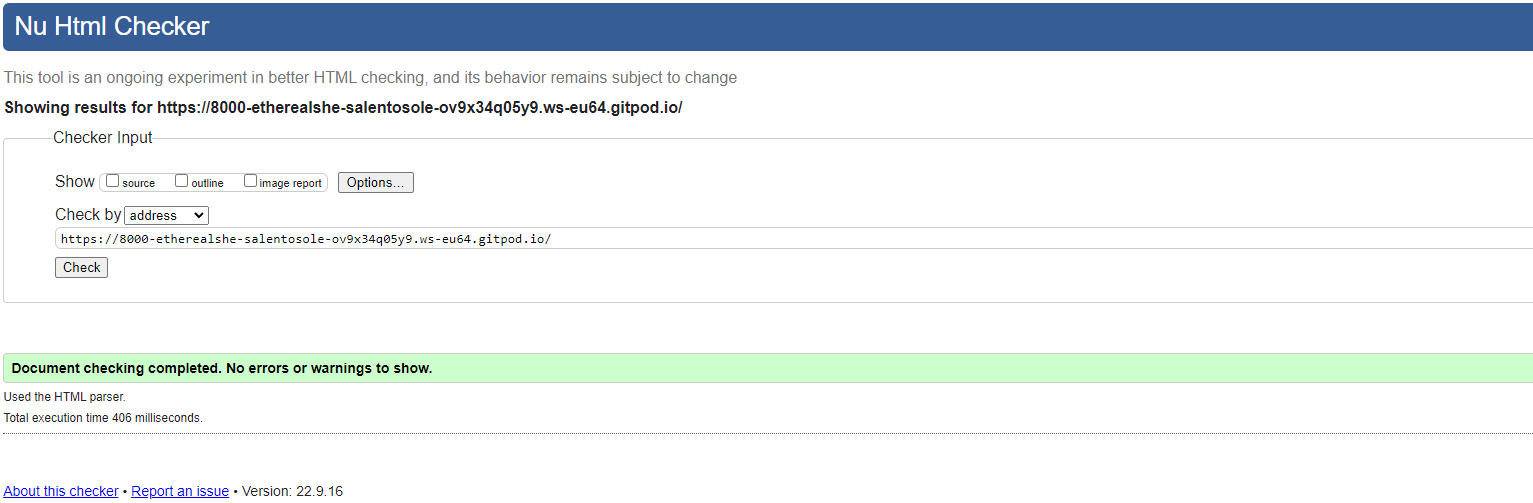 Nu Html Checker
This tool is an ongoing experiment in better HTML checking, and its behavior remains subject to change
Showing results for https://8000-etherealshe-salentosole-ov9x34q05y9.ws-eu64.gitpod.io/
Checker Input
Show source outline image report Options...
Check by address
https://8000-etherealshe-salentosole-ov9x34q05y9.ws-eu64.gitpod.io/
Check
Document checking completed. No errors or warnings to show.
Used the HTML parser.
Total execution time 406 milliseconds.
About this checker • Report an issue • Version: 22.9.16